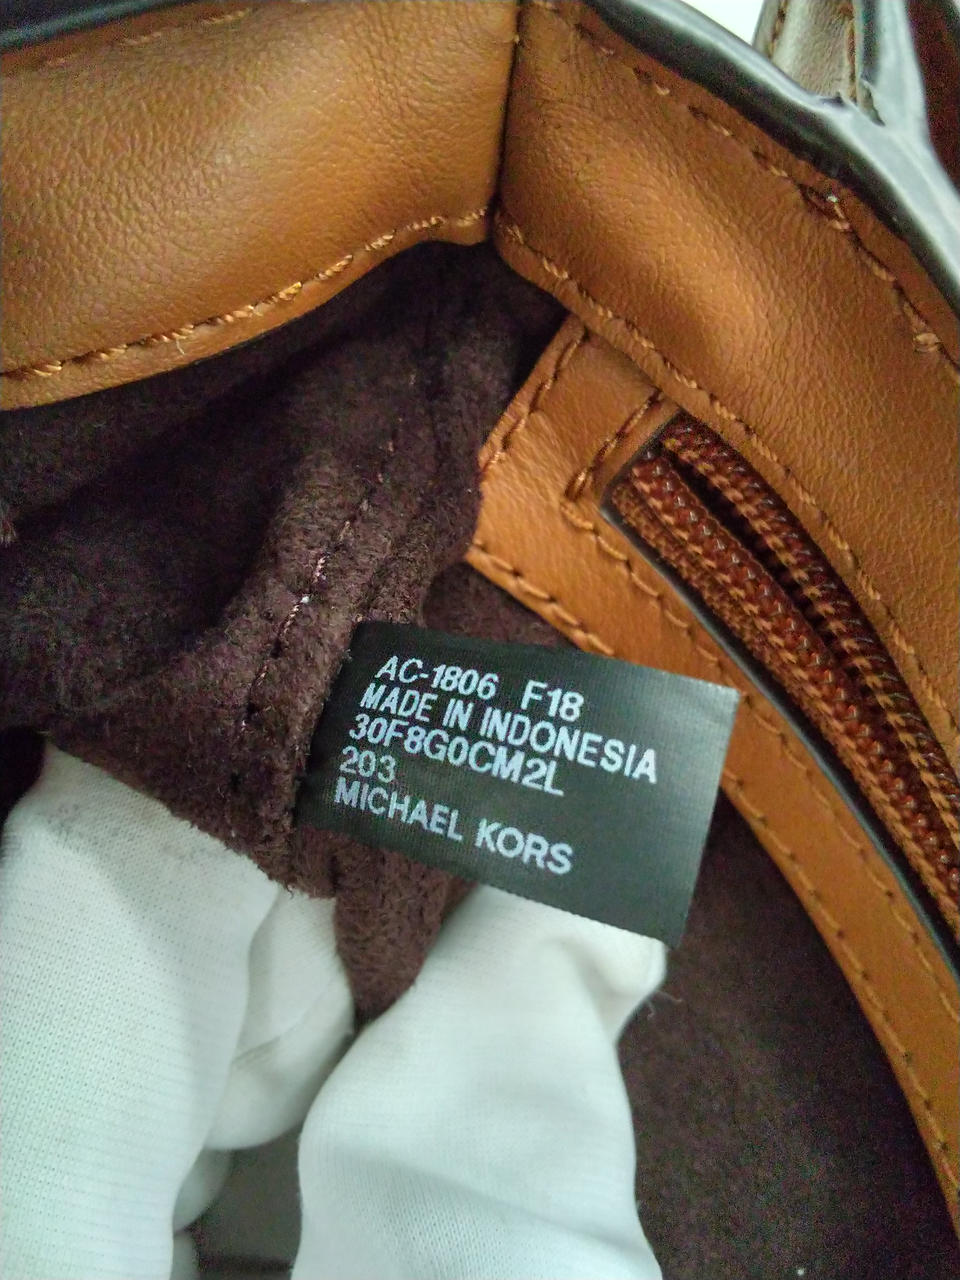 AC-1806 F18
MADE IN INDONESIA
30F8G0CM2L
203
MICHAEL KORS